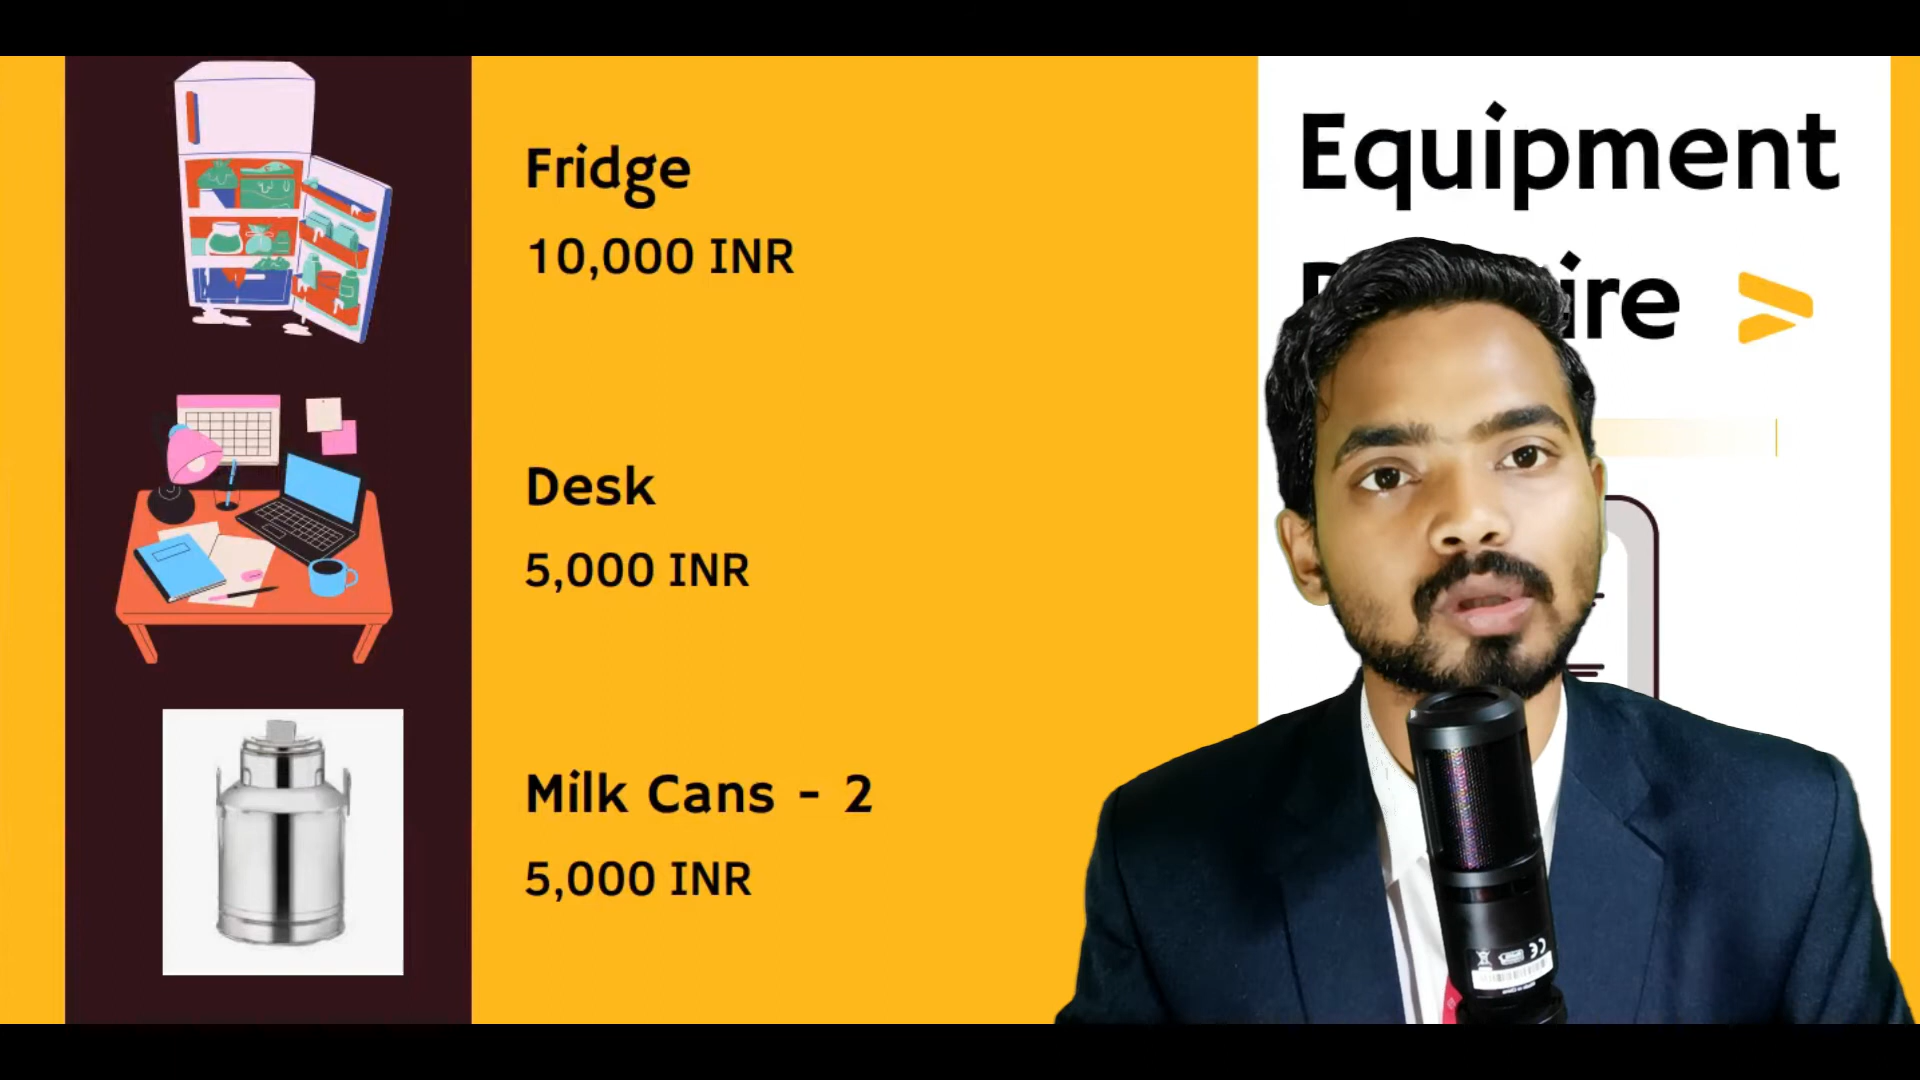 Fridge
10,000 INR
Desk
5,000 INR
Milk Cans - 2
5,000 INR
Equipment